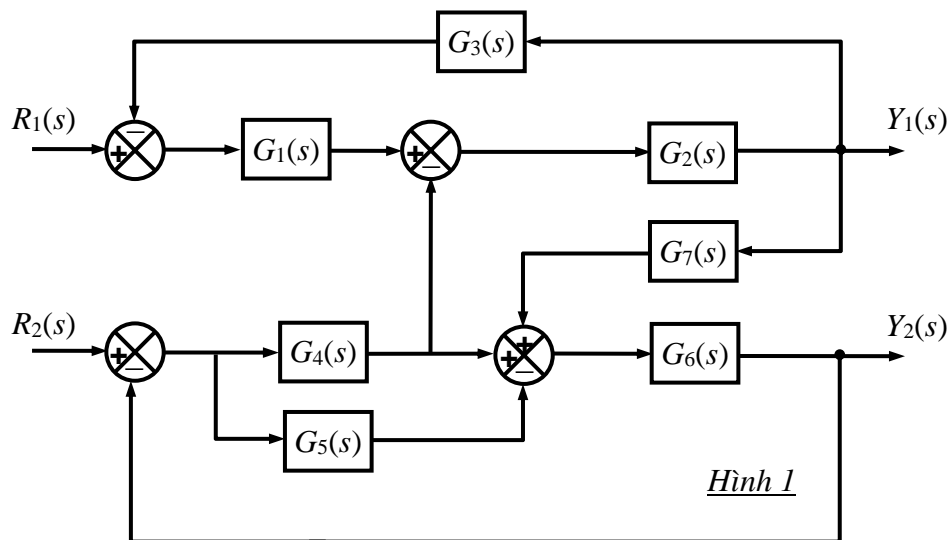 G3(s)
R1(s)
Y1(s)
−
+
G1(s)
+
−
G2(s)
G7(s)
R2(s)
Y2(s)
+
−
G4(s)
+
+
−
G6(s)
G5(s)
Hình 1